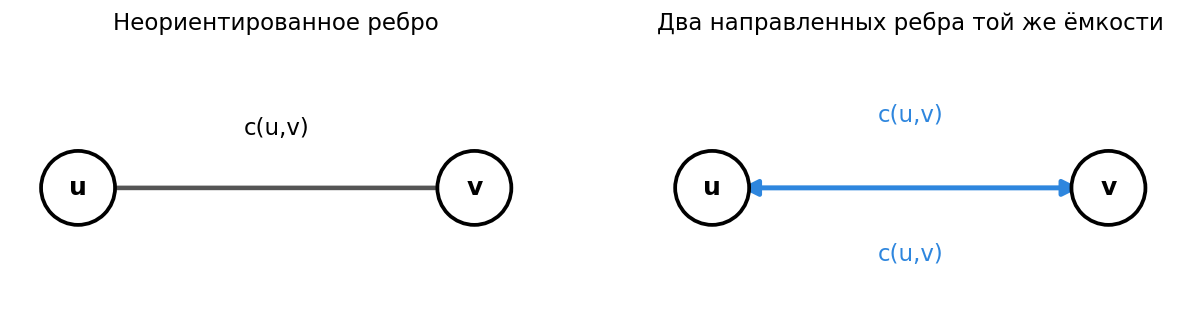 Неориентированное ребро
c(u,v)
u
v
Два направленных ребра той же ёмкости
c(u,v)
u
v
c(u,v)